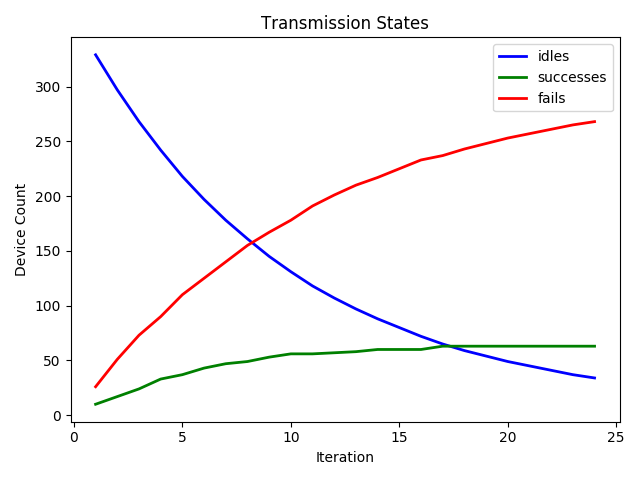 Transmission States
idles
successes
fails
Device Count
300
250
200
150
100
50
0
0 5 10 15 20 25
Iteration